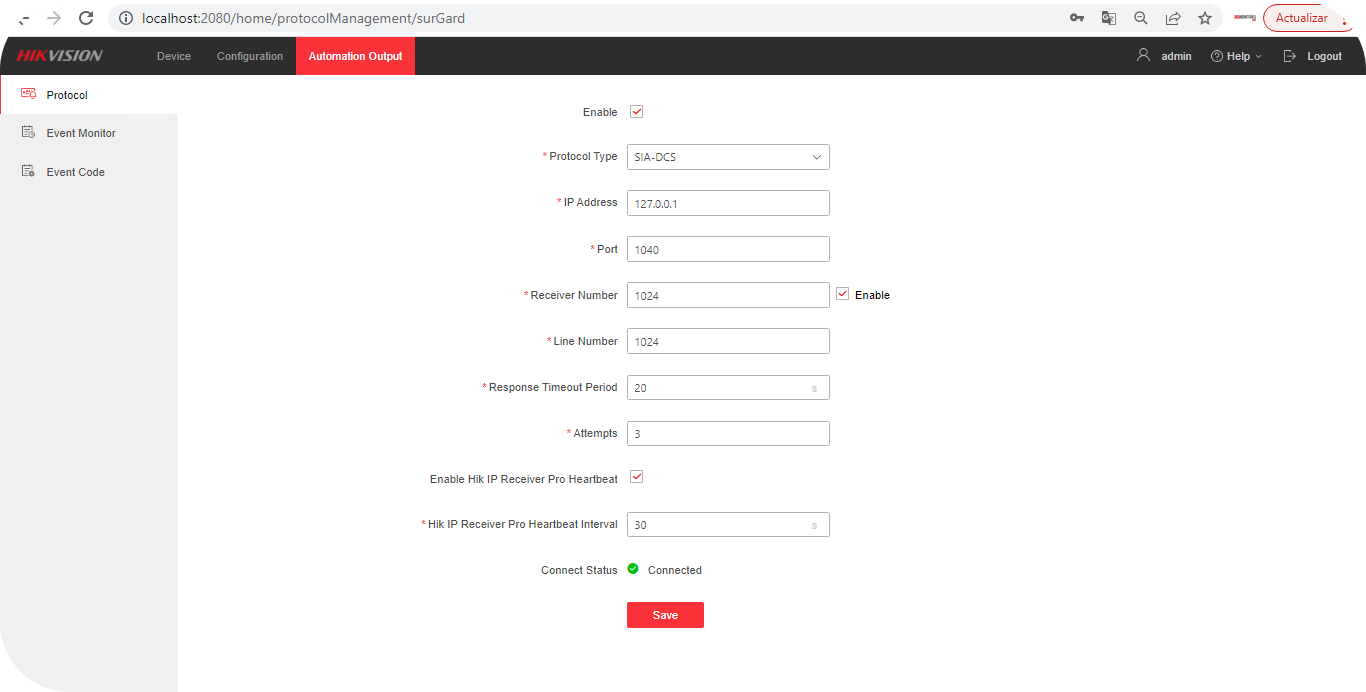 localhost:2080/home/protocolManagement/surGard
Actualizar
HIKVISION Device Configuration Automation Output admin Help Logout
Protocol
Event Monitor
Event Code
Enable
* Protocol Type SIA-DCS
* IP Address 127.0.0.1
* Port 1040
* Receiver Number 1024 Enable
* Line Number 1024
* Response Timeout Period 20 s
* Attempts 3
Enable Hik IP Receiver Pro Heartbeat
* Hik IP Receiver Pro Heartbeat Interval 30 s
Connect Status Connected
Save